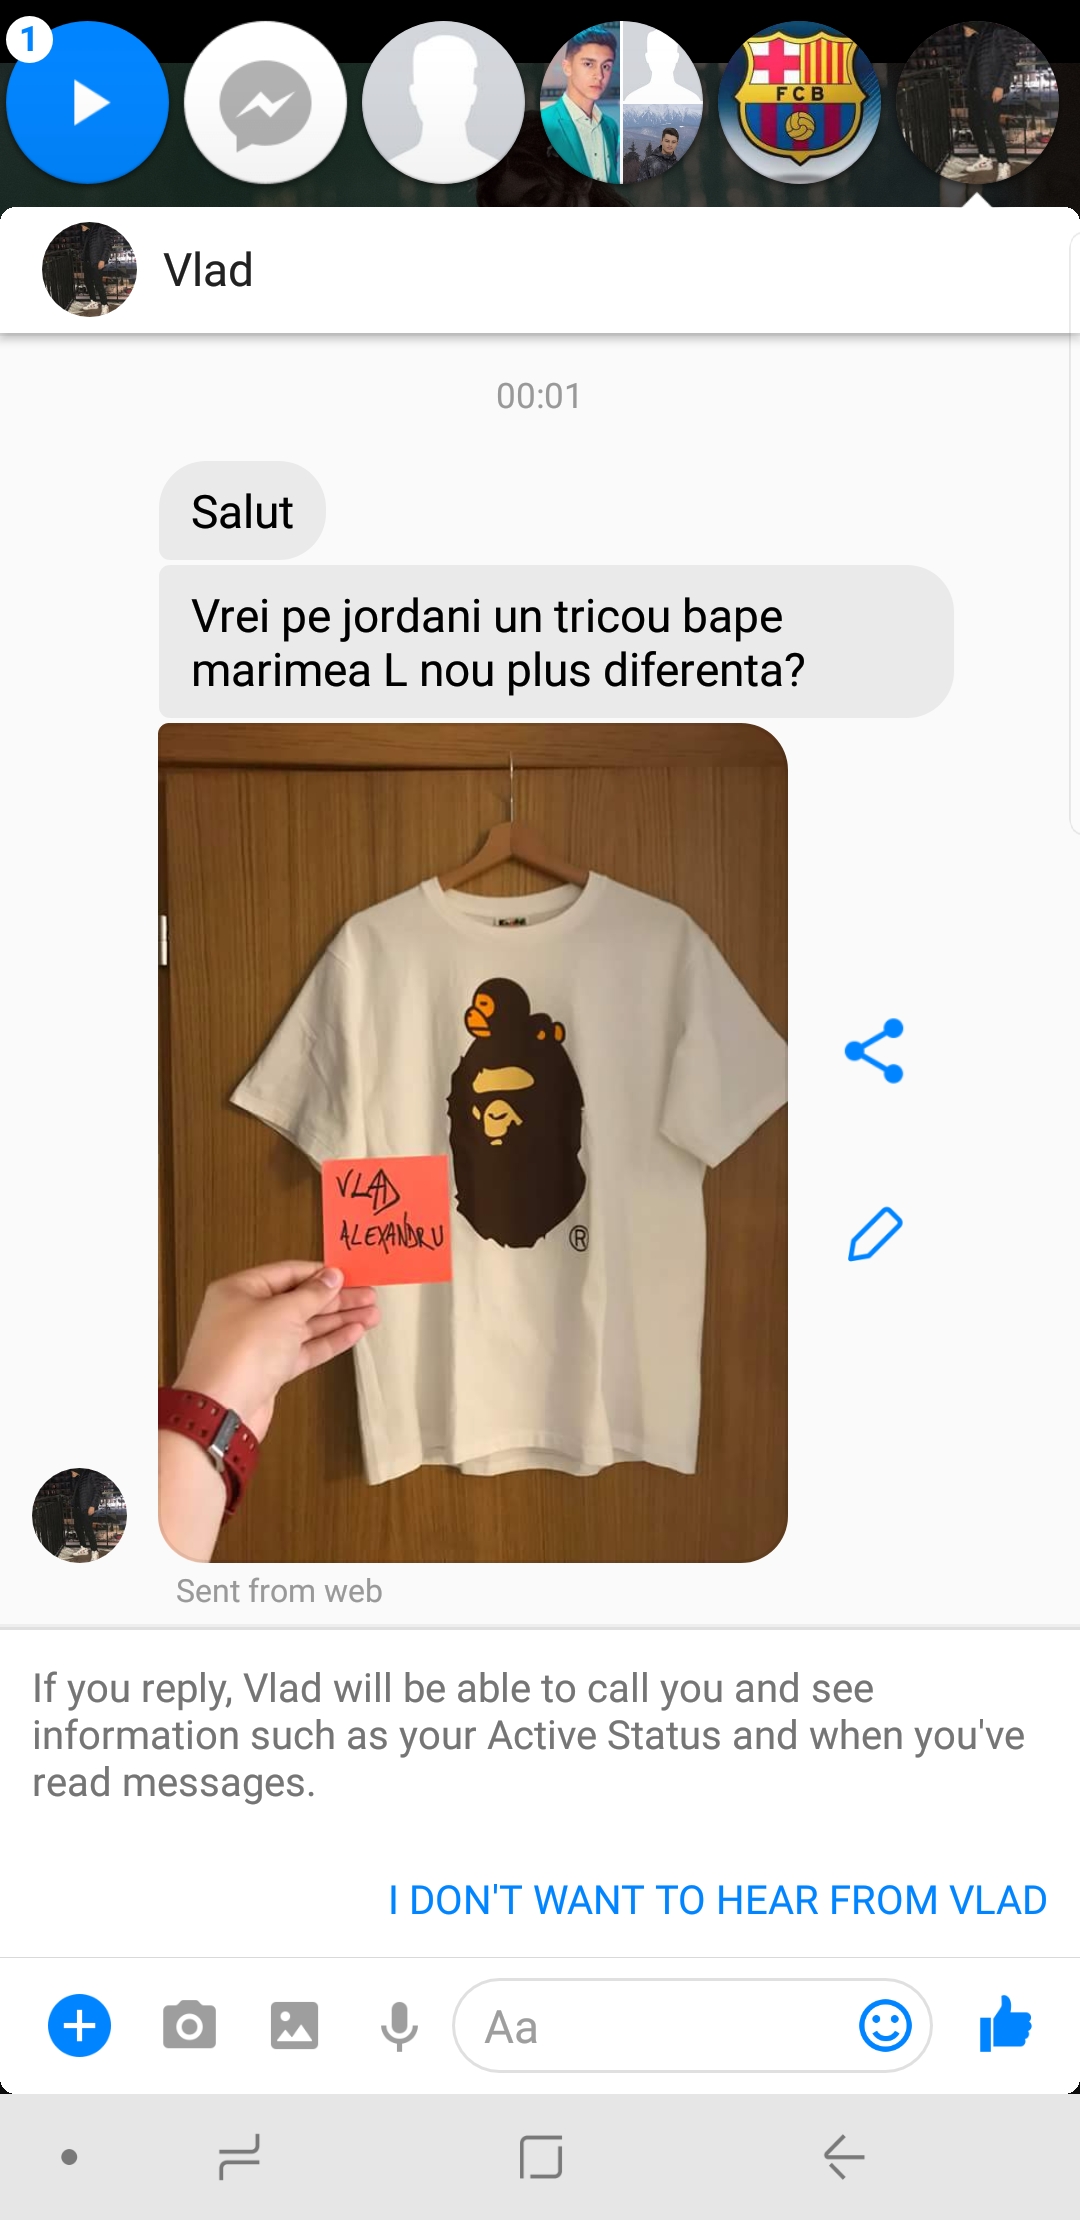 1
FCB
Vlad
00:01
Salut
Vrei pe jordani un tricou bape
marimea L nou plus diferenta?
VLAD
ALEXANDRU
®
Sent from web
If you reply, Vlad will be able to call you and see
information such as your Active Status and when you've
read messages.
I DON'T WANT TO HEAR FROM VLAD
Aa